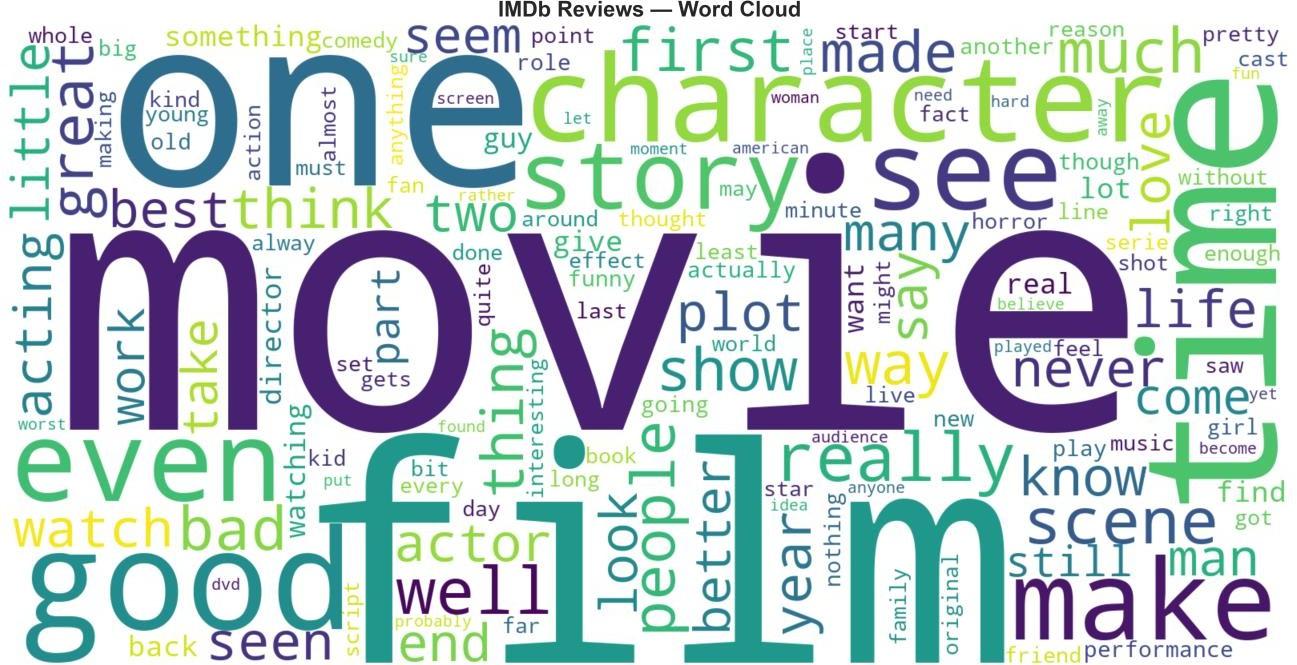 IMDb Reviews — Word Cloud
whole
big
something
comedy
sure
seem
point
role
first
place
start
made
another
reason
much
pretty
cast
fun
little
great
making
one
kind
young
old
action
almost
must
anything
fan
screen
guy
rather
character
let
woman
need
fact
hard
away
time
best
think
two
story
moment
american
may
see
though
lot
line
love
without
right
enough
around
thought
minute
horror
many
serie
shot
acting
movie
alway
done
give
effect
funny
least
actually
want
might
say
real
believe
life
work
take
director
part
quite
last
plot
world
show
way
played
feel
never
saw
set
gets
thing
interesting
going
live
come
yet
worst
found
new
girl
become
even
watching
kid
put
film
bit
every
book
long
people
audience
really
play
music
know
find
got
watch
bad
day
look
better
star
idea
anyone
year
nothing
scene
good
dvd
actor
well
still
man
make
script
probably
far
family
original
back
seen
end
friend
performance